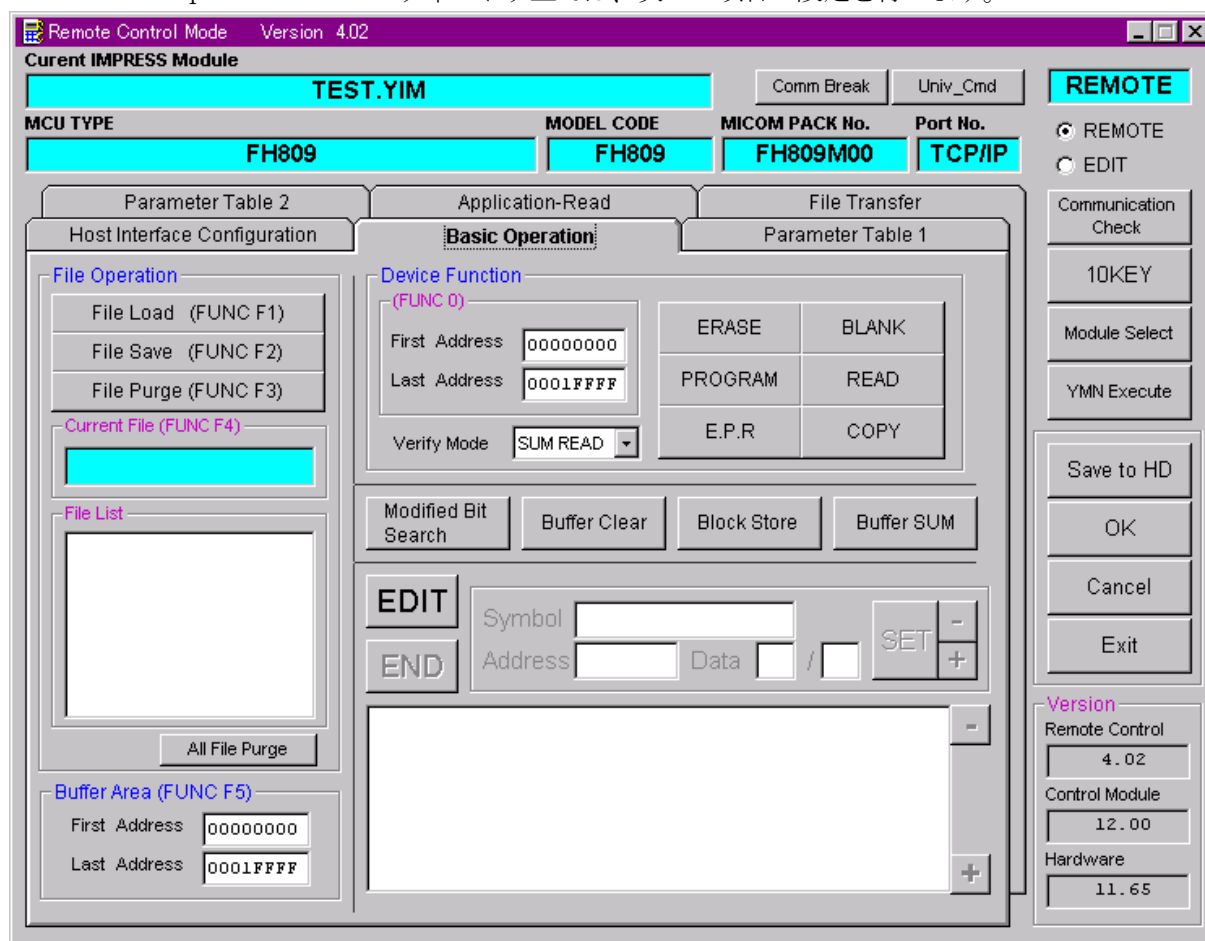 Remote Control Mode Version 4.02
Curent IMPRESS Module
TEST.YIM
Comm Break
Univ_Cmd
REMOTE
MCU TYPE
MODEL CODE
MICOM PACK No.
Port No.
FH809
FH809
FH809M00
TCP/IP
REMOTE
EDIT
Parameter Table 2
Application-Read
File Transfer
Host Interface Configuration
Basic Operation
Parameter Table 1
Communication
Check
10KEY
Module Select
YMN Execute
Save to HD
OK
Cancel
Exit
File Operation
File Load (FUNC F1)
File Save (FUNC F2)
File Purge (FUNC F3)
Current File (FUNC F4)
File List
All File Purge
Buffer Area (FUNC F5)
First Address 00000000
Last Address 0001FFFF
Device Function
(FUNC 0)
First Address 00000000
Last Address 0001FFFF
Verify Mode SUM READ
ERASE
BLANK
PROGRAM
READ
E.P.R
COPY
Modified Bit
Search
Buffer Clear
Block Store
Buffer SUM
EDIT
END
Symbol
Address
Data /
SET
-
+
-
+
Version
Remote Control
4.02
Control Module
12.00
Hardware
11.65